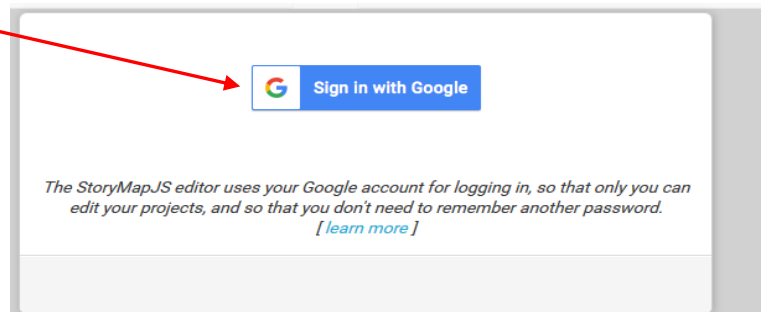 Sign in with Google
The StoryMapJS editor uses your Google account for logging in, so that only you can
edit your projects, and so that you don't need to remember another password.
[ learn more ]